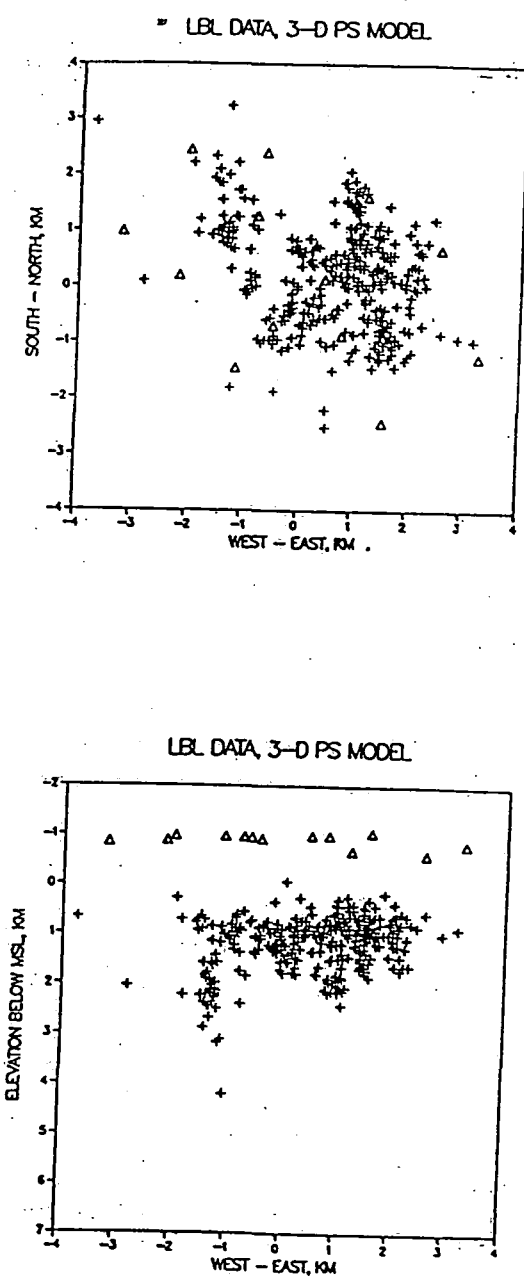 LBL DATA, 3-D PS MODEL
4
3
2
1
0
-1
-2
-3
-4
SOUTH - NORTH, KM
-4 -3 -2 -1 0 1 2 3 4
WEST - EAST, KM
LBL DATA, 3-D PS MODEL
-2
-1
0
1
2
3
4
5
6
7
ELEVATION BELOW MSL, KM
-4 -3 -2 -1 0 1 2 3 4
WEST - EAST, KM